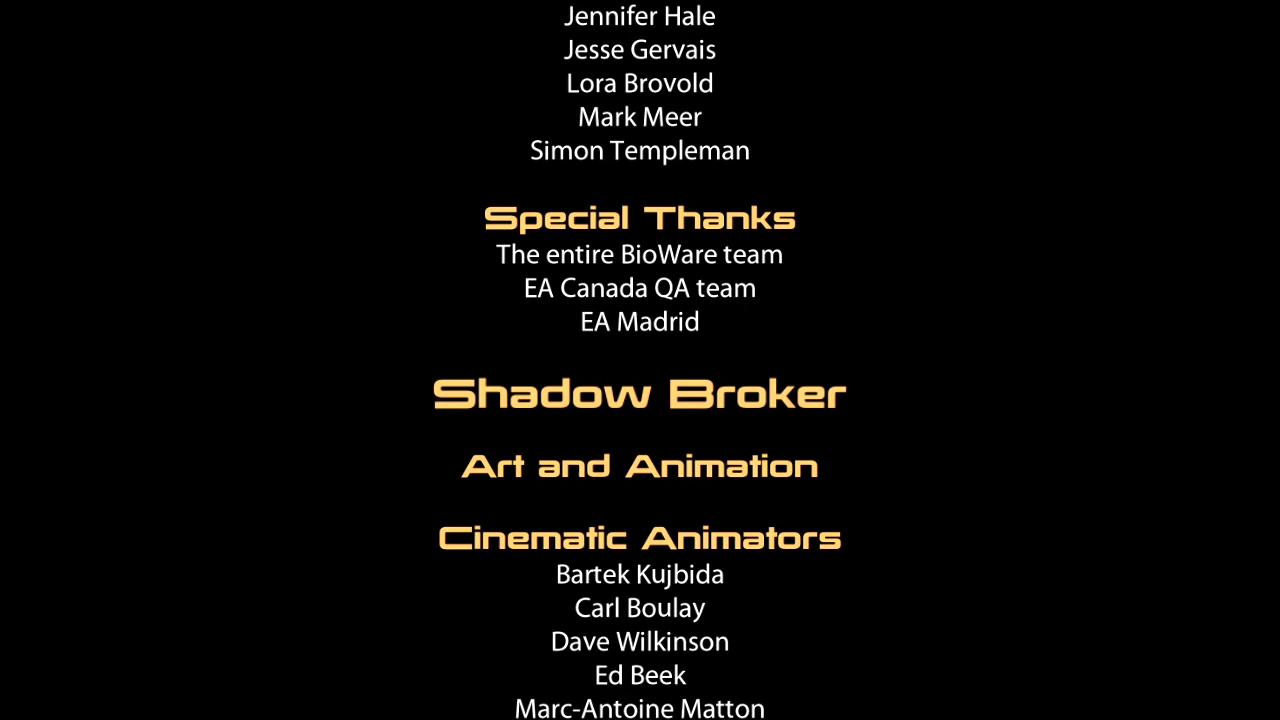 Jennifer Hale
Jesse Gervais
Lora Brovold
Mark Meer
Simon Templeman
Special Thanks
The entire BioWare team
EA Canada QA team
EA Madrid
Shadow Broker
Art and Animation
Cinematic Animators
Bartek Kujbida
Carl Boulay
Dave Wilkinson
Ed Beek
Marc-Antoine Matton